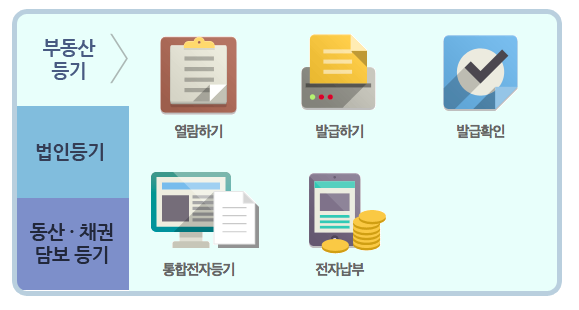 부동산
등기
열람하기
발급하기
발급확인
법인등기
동산 · 채권
담보 등기
통합전자등기
전자납부